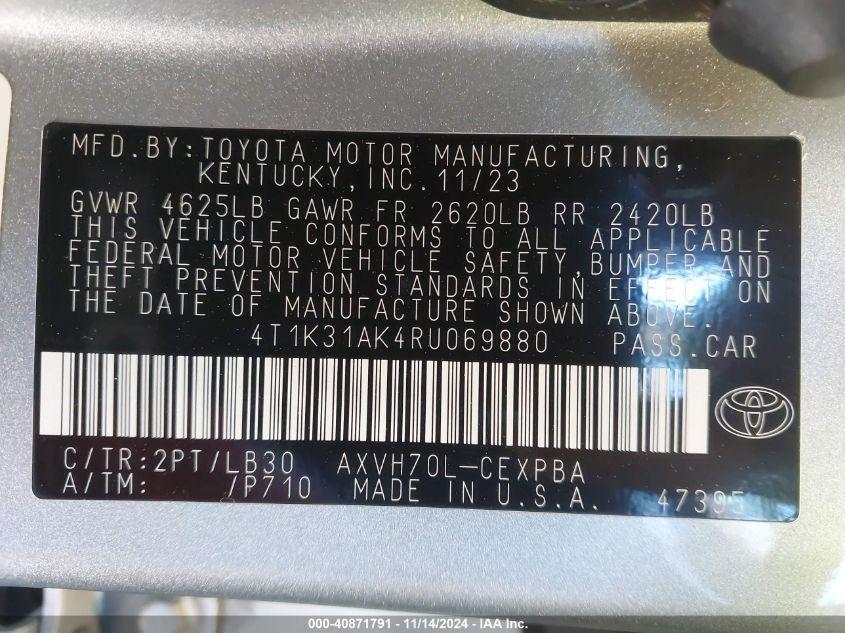 MFD.BY:TOYOTA MOTOR MANUFACTURING,
KENTUCKY,INC.11/23
GVWR 4625LB GAWR FR 2620LB RR 2420LB
THIS VEHICLE CONFORMS TO ALL APPLICABLE
FEDERAL MOTOR VEHICLE SAFETY,BUMPER AND
THEFT PREVENTION STANDARDS IN EFFECT ON
THE DATE OF MANUFACTURE SHOWN ABOVE.
4T1K31AK4RU069880 PASS.CAR
C/TR:2PT/LB30 AXVH70L-CEXPBA
A/TM: /P710 MADE IN U.S.A. 47395
000-40871791 - 11/14/2024 - IAAI.COM